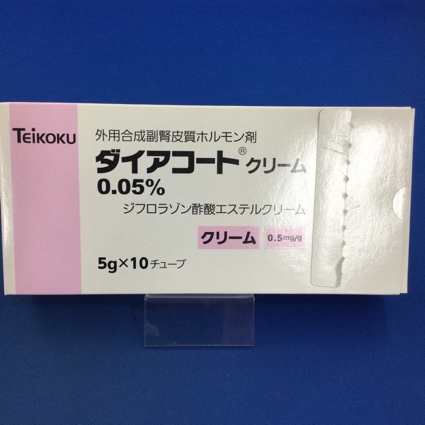 TEiKOKU
外用合成副腎皮質ホルモン剤
ダイアコート® クリーム
0.05%
ジフロラゾン酢酸エステルクリーム
クリーム 0.5mg/g
5g×10チューブ